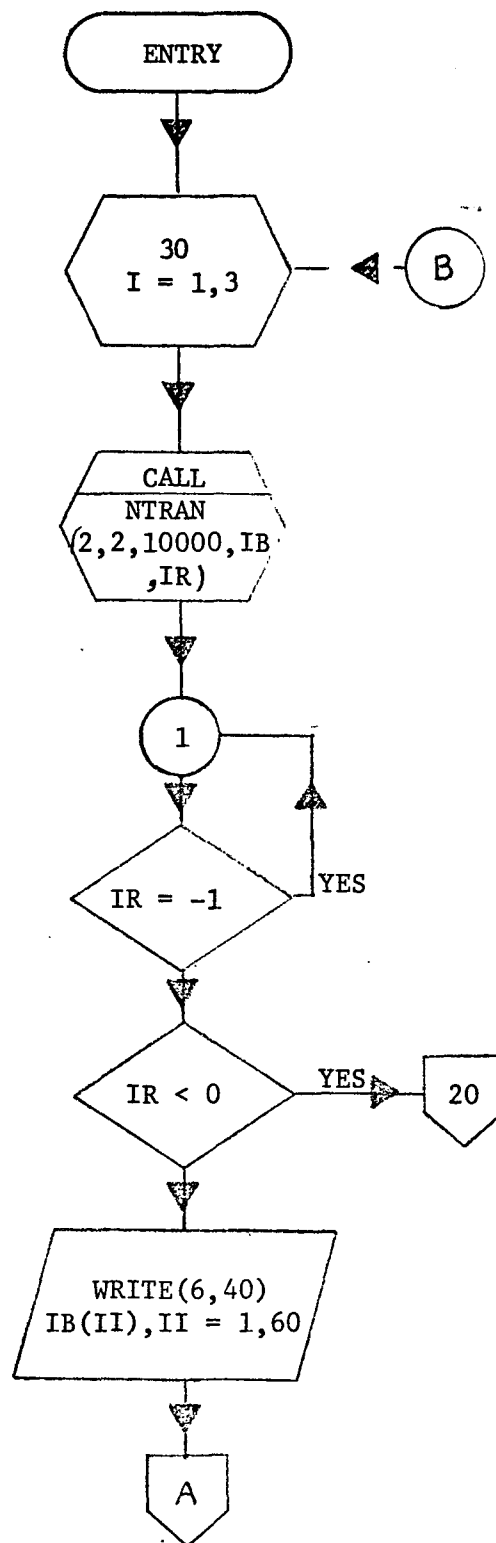 ENTRY
30
I = 1,3
B
CALL
NTRAN
(2,2,10000,IB
,IR)
1
IR = -1
YES
IR < 0
YES
20
WRITE(6,40)
IB(II),II = 1,60
A